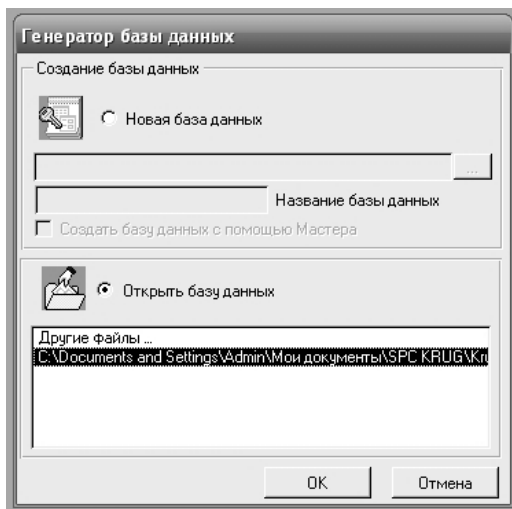 Генератор базы данных
Создание базы данных
Новая база данных
...
Название базы данных
Создать базу данных с помощью Мастера
Открыть базу данных
Другие файлы ...
C:\Documents and Settings\Admin\Мои документы\SPC KRUG\Kru
OK
Отмена